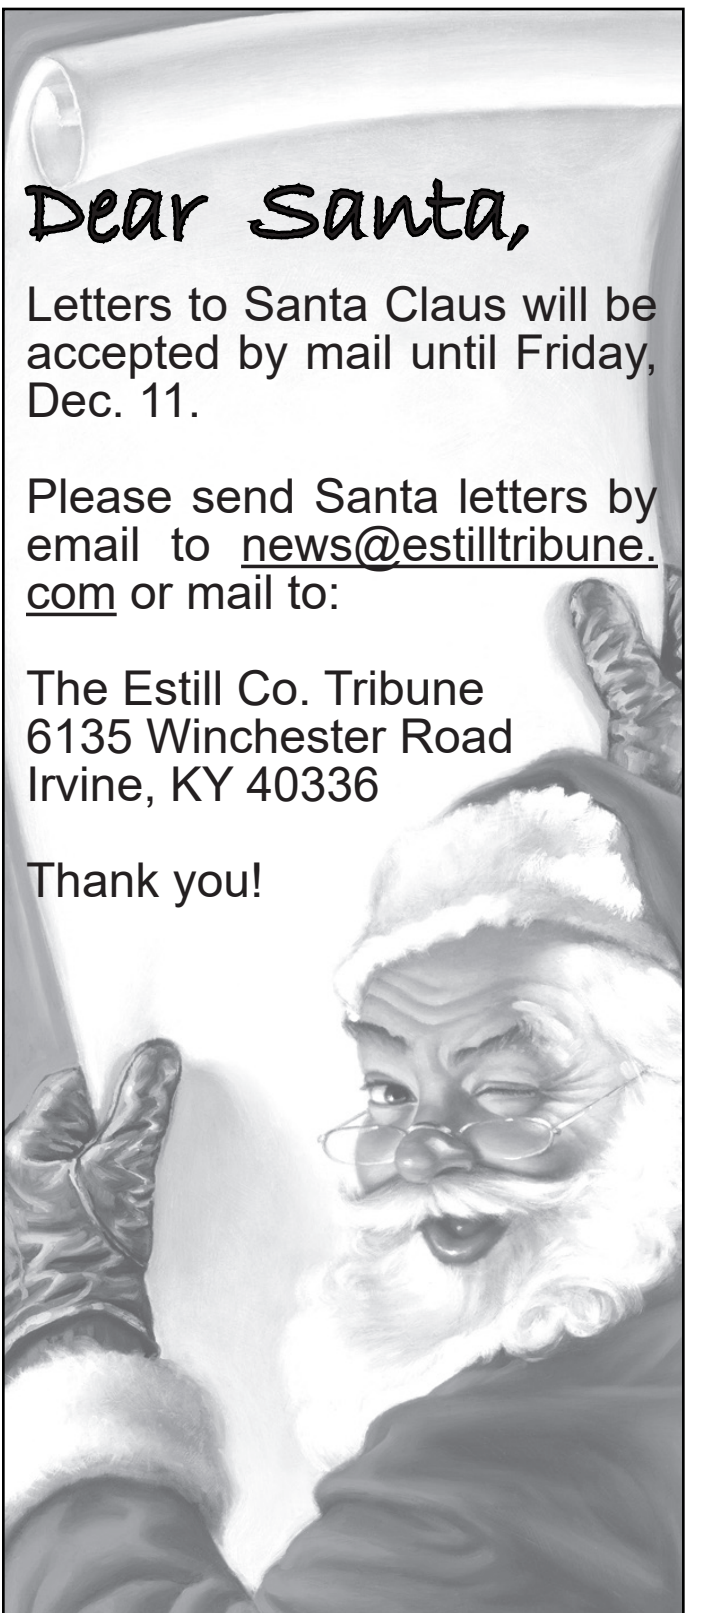 Dear Santa,
Letters to Santa Claus will be
accepted by mail until Friday,
Dec. 11.
Please send Santa letters by
email to news@estilltribune.
com or mail to:
The Estill Co. Tribune
6135 Winchester Road
Irvine, KY 40336
Thank you!